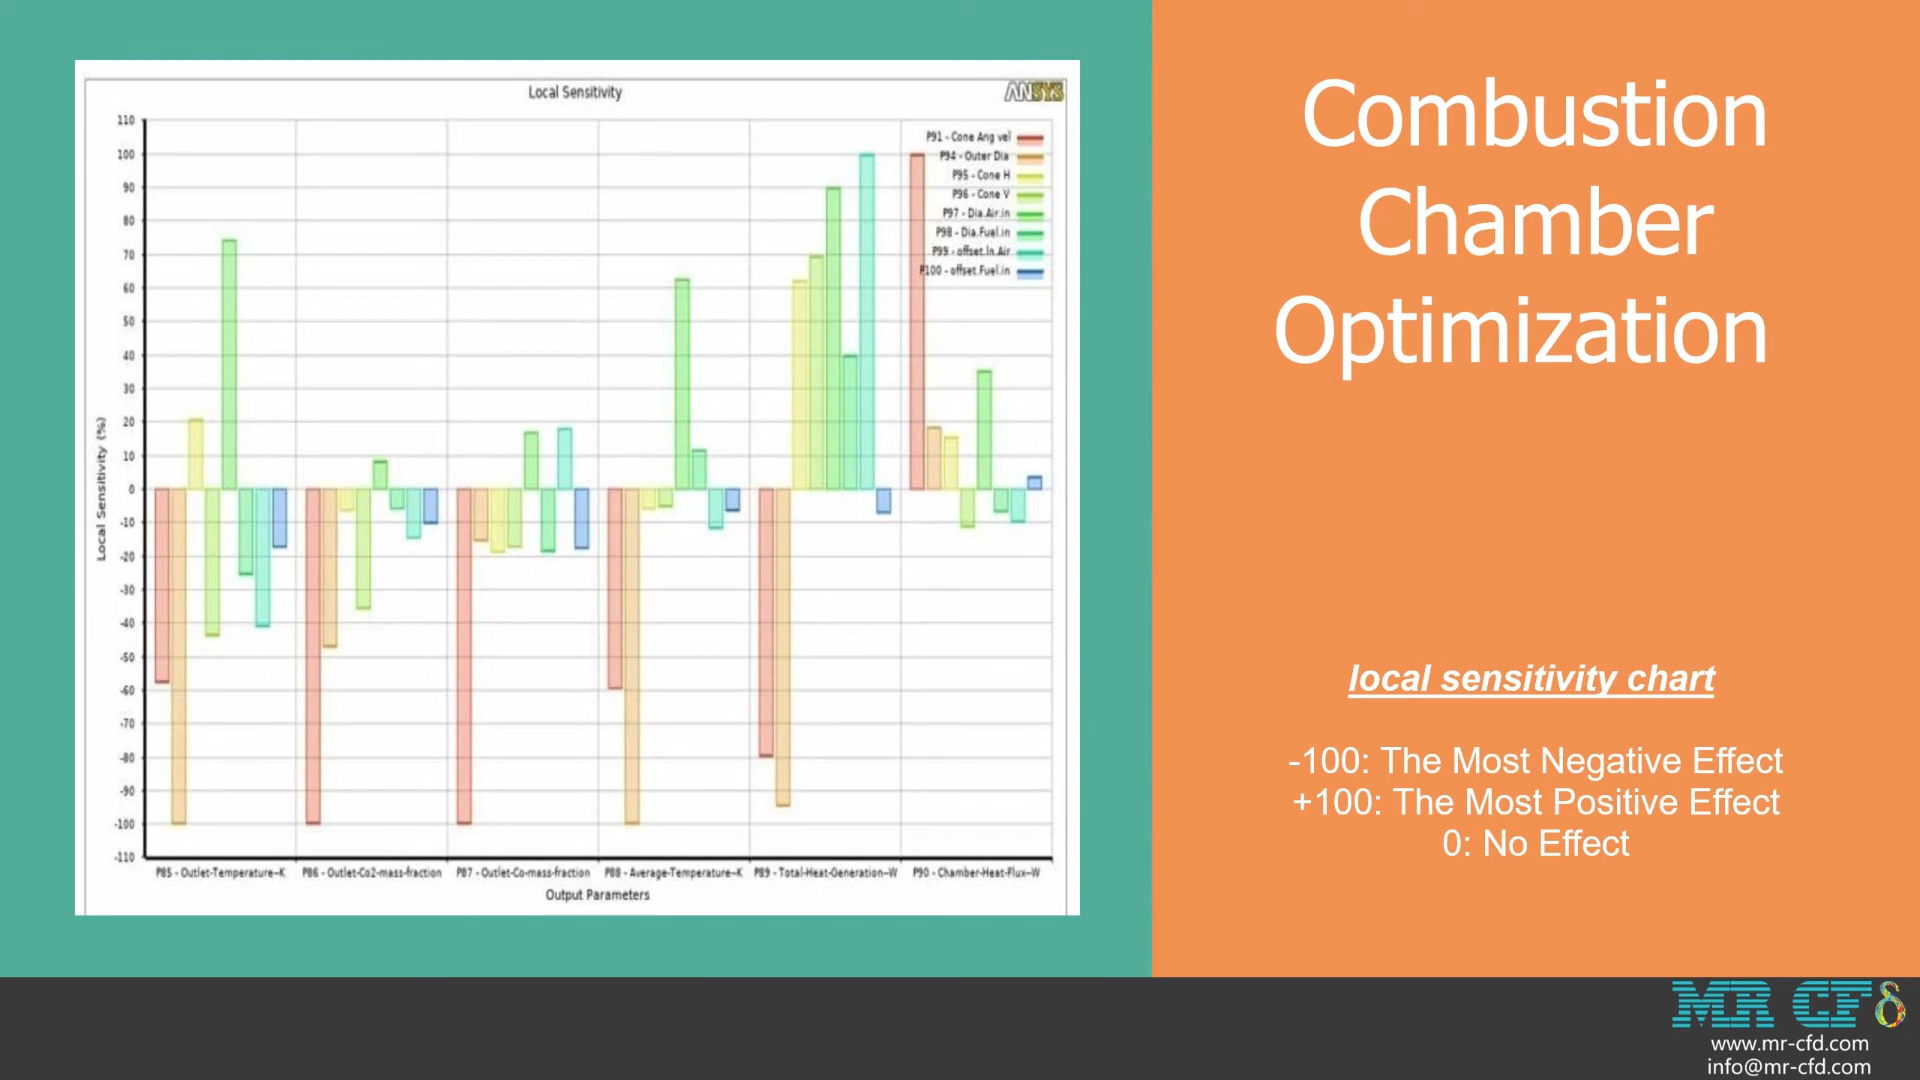 Local Sensitivity
ANSYS
110
100
90
80
70
60
50
40
30
20
10
0
-10
-20
-30
-40
-50
-60
-70
-80
-90
-100
-110
Local Sensitivity (%)
P91 - Cone Ang vel
P94 - Outer Dia
P95 - Cone H
P96 - Cone V
P97 - Dia.Air.in
P98 - Dia.Fuel.in
P99 - offset.In.Air
P100 - offset.Fuel.in
P85 - Outlet-Temperature--K
P86 - Outlet-Co2-mass-fraction
P87 - Outlet-Co-mass-fraction
P88 - Average-Temperature--K
P89 - Total-Heat-Generation--W
P90 - Chamber-Heat-Flux--W
Output Parameters
Combustion
Chamber
Optimization
local sensitivity chart
-100: The Most Negative Effect
+100: The Most Positive Effect
0: No Effect
MR CFδ
www.mr-cfd.com
info@mr-cfd.com